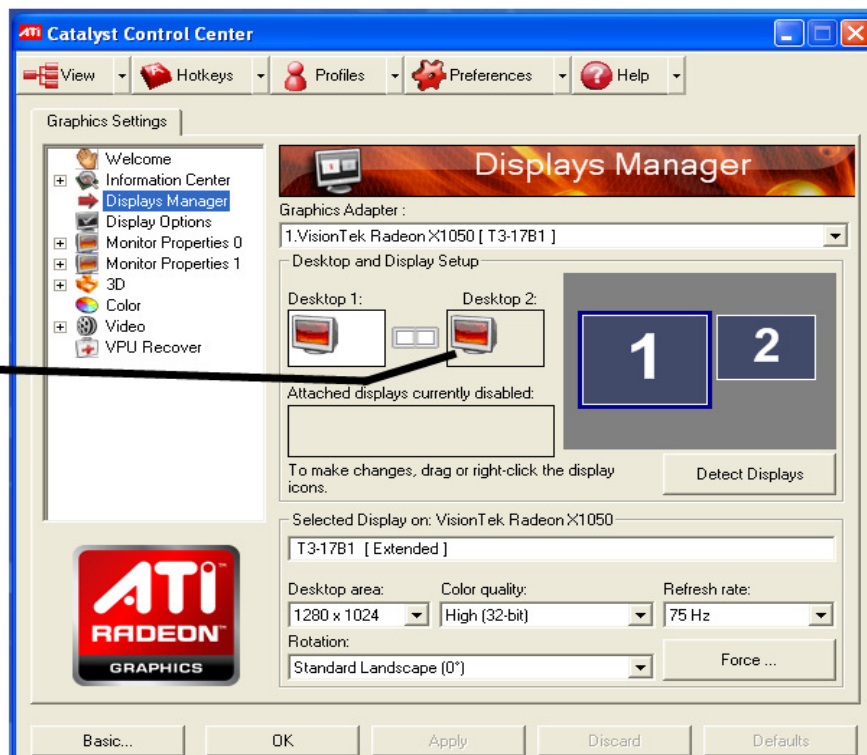 ATI Catalyst Control Center
View Hotkeys Profiles Preferences Help
Graphics Settings
Welcome
Information Center
Displays Manager
Display Options
Monitor Properties 0
Monitor Properties 1
3D
Color
Video
VPU Recover
ATI
RADEON™
GRAPHICS
Displays Manager
Graphics Adapter :
1.VisionTek Radeon X1050 [ T3-17B1 ]
Desktop and Display Setup
Desktop 1: Desktop 2:
1 2
Attached displays currently disabled:
To make changes, drag or right-click the display
icons.
Detect Displays
Selected Display on: VisionTek Radeon X1050
T3-17B1 [ Extended ]
Desktop area: Color quality: Refresh rate:
1280 x 1024 High (32-bit) 75 Hz
Rotation:
Standard Landscape (0°) Force ...
Basic... OK Apply Discard Defaults